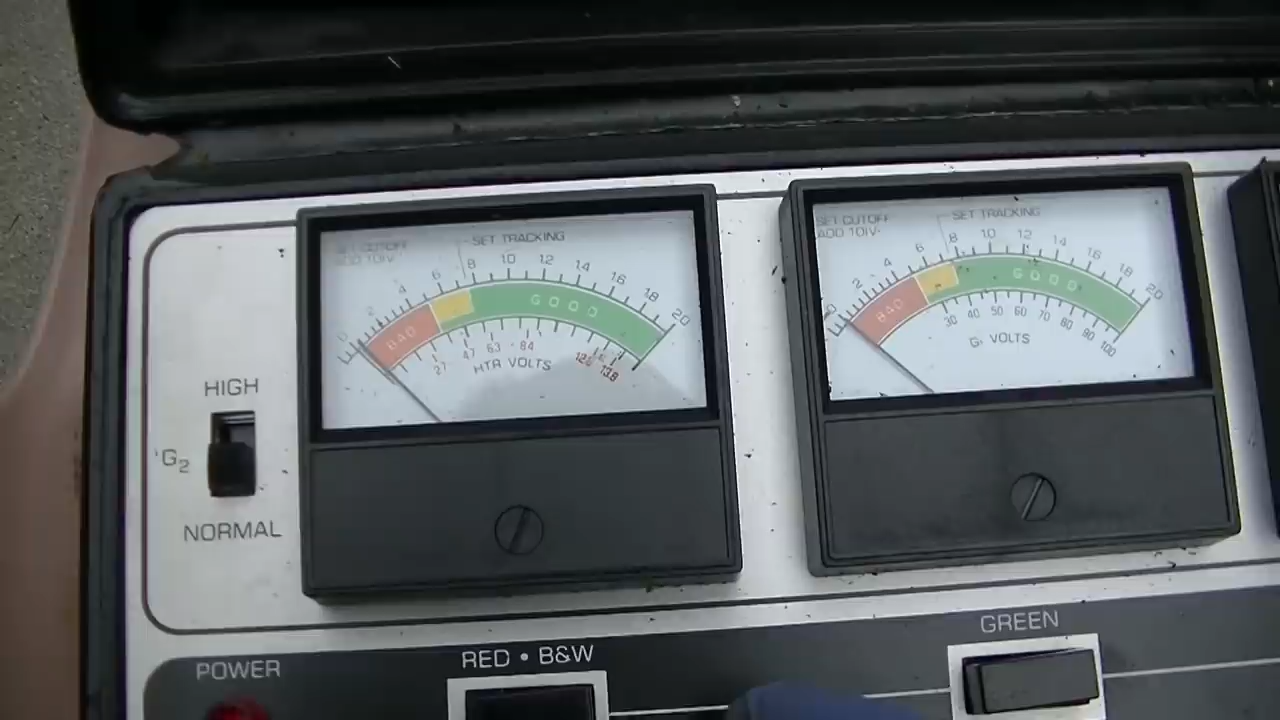 SET CUTOFF
ADD 10IV-
SET TRACKING
0 2 4 6 8 10 12 14 16 18 20
BAD GOOD
27 47 63 84 13.8
HTR VOLTS
SET CUTOFF
ADD 10IV-
SET TRACKING
0 2 4 6 8 10 12 14 16 18 20
BAD GOOD
30 40 50 60 70 80 90 100
G1 VOLTS
HIGH
G2
NORMAL
POWER
RED • B&W
GREEN